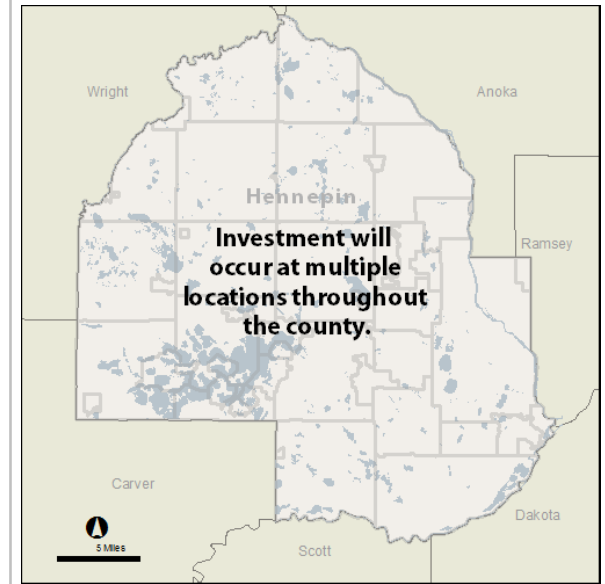 Wright
Anoka
Hennepin
Investment will
occur at multiple
locations throughout
the county.
Ramsey
Carver
Dakota
Scott
5 Miles